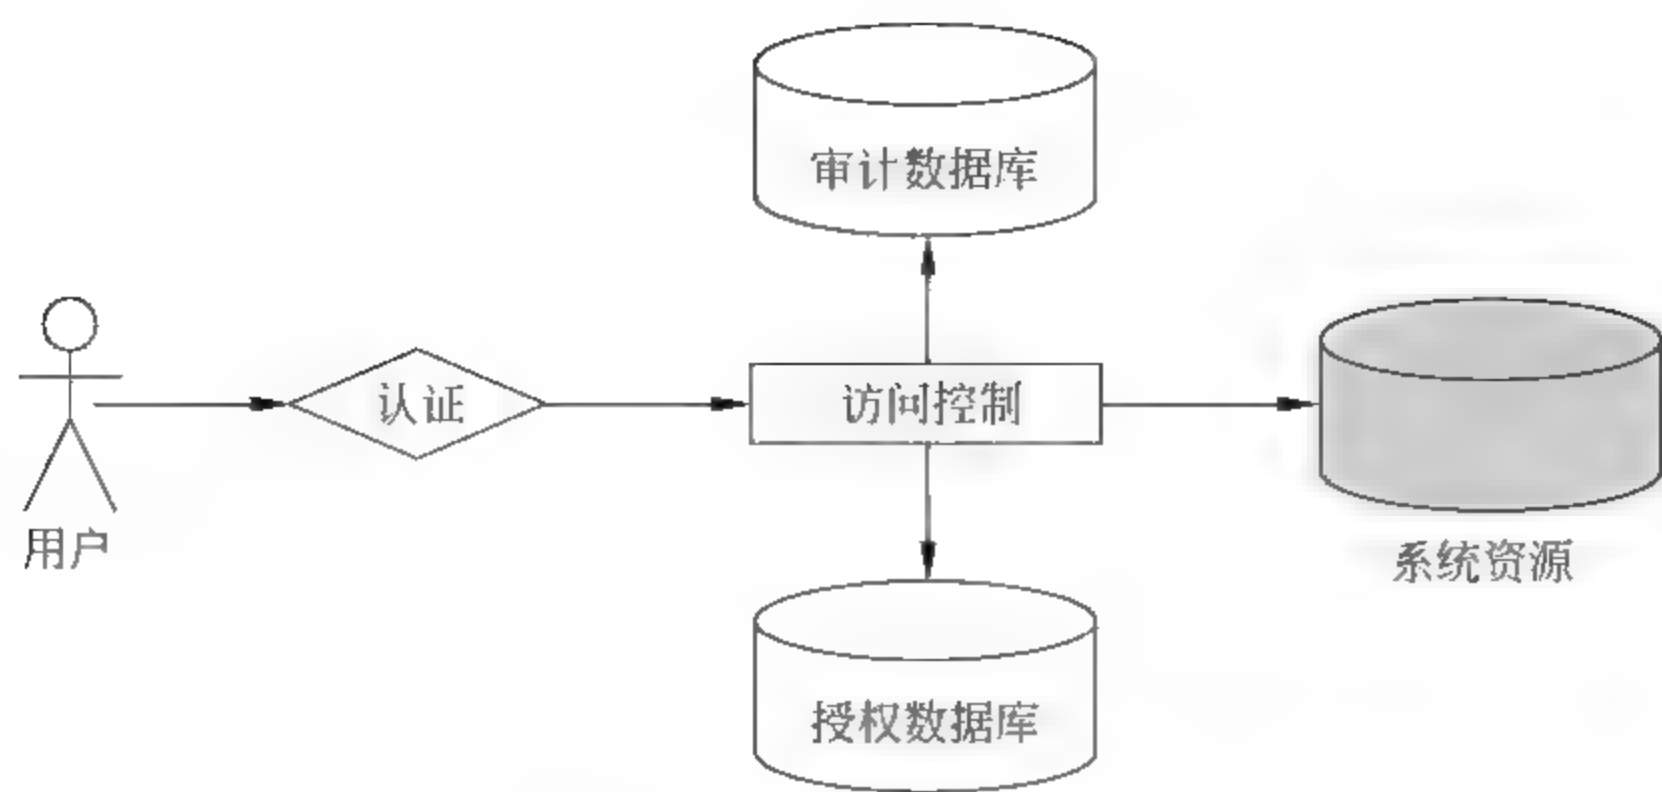 审计数据库
认证
访问控制
用户
系统资源
授权数据库